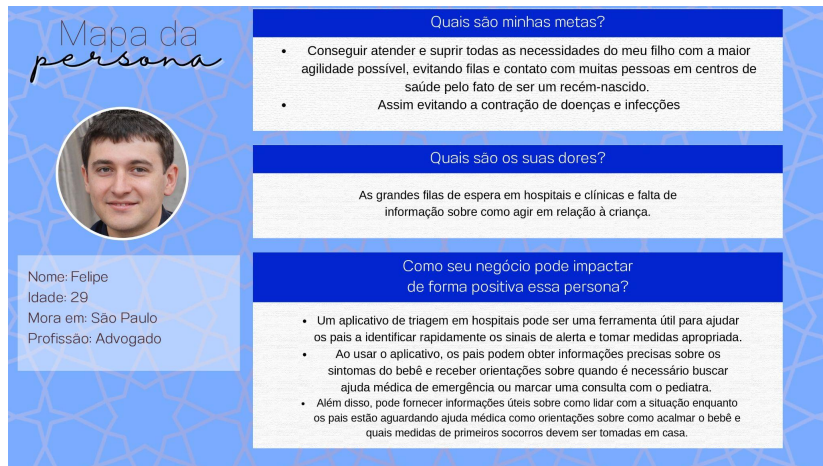 Mapa da
persona
Nome: Felipe
Idade: 29
Mora em: São Paulo
Profissão: Advogado
Quais são minhas metas?
• Conseguir atender e suprir todas as necessidades do meu filho com a maior
agilidade possível, evitando filas e contato com muitas pessoas em centros de
saúde pelo fato de ser um recém-nascido.
• Assim evitando a contração de doenças e infecções
Quais são os suas dores?
As grandes filas de espera em hospitais e clínicas e falta de
informação sobre como agir em relação à criança.
Como seu negócio pode impactar
de forma positiva essa persona?
• Um aplicativo de triagem em hospitais pode ser uma ferramenta útil para ajudar
os pais a identificar rapidamente os sinais de alerta e tomar medidas apropriada.
• Ao usar o aplicativo, os pais podem obter informações precisas sobre os
sintomas do bebê e receber orientações sobre quando é necessário buscar
ajuda médica de emergência ou marcar uma consulta com o pediatra.
• Além disso, pode fornecer informações úteis sobre como lidar com a situação enquanto
os pais estão aguardando ajuda médica como orientações sobre como acalmar o bebê e
quais medidas de primeiros socorros devem ser tomadas em casa.